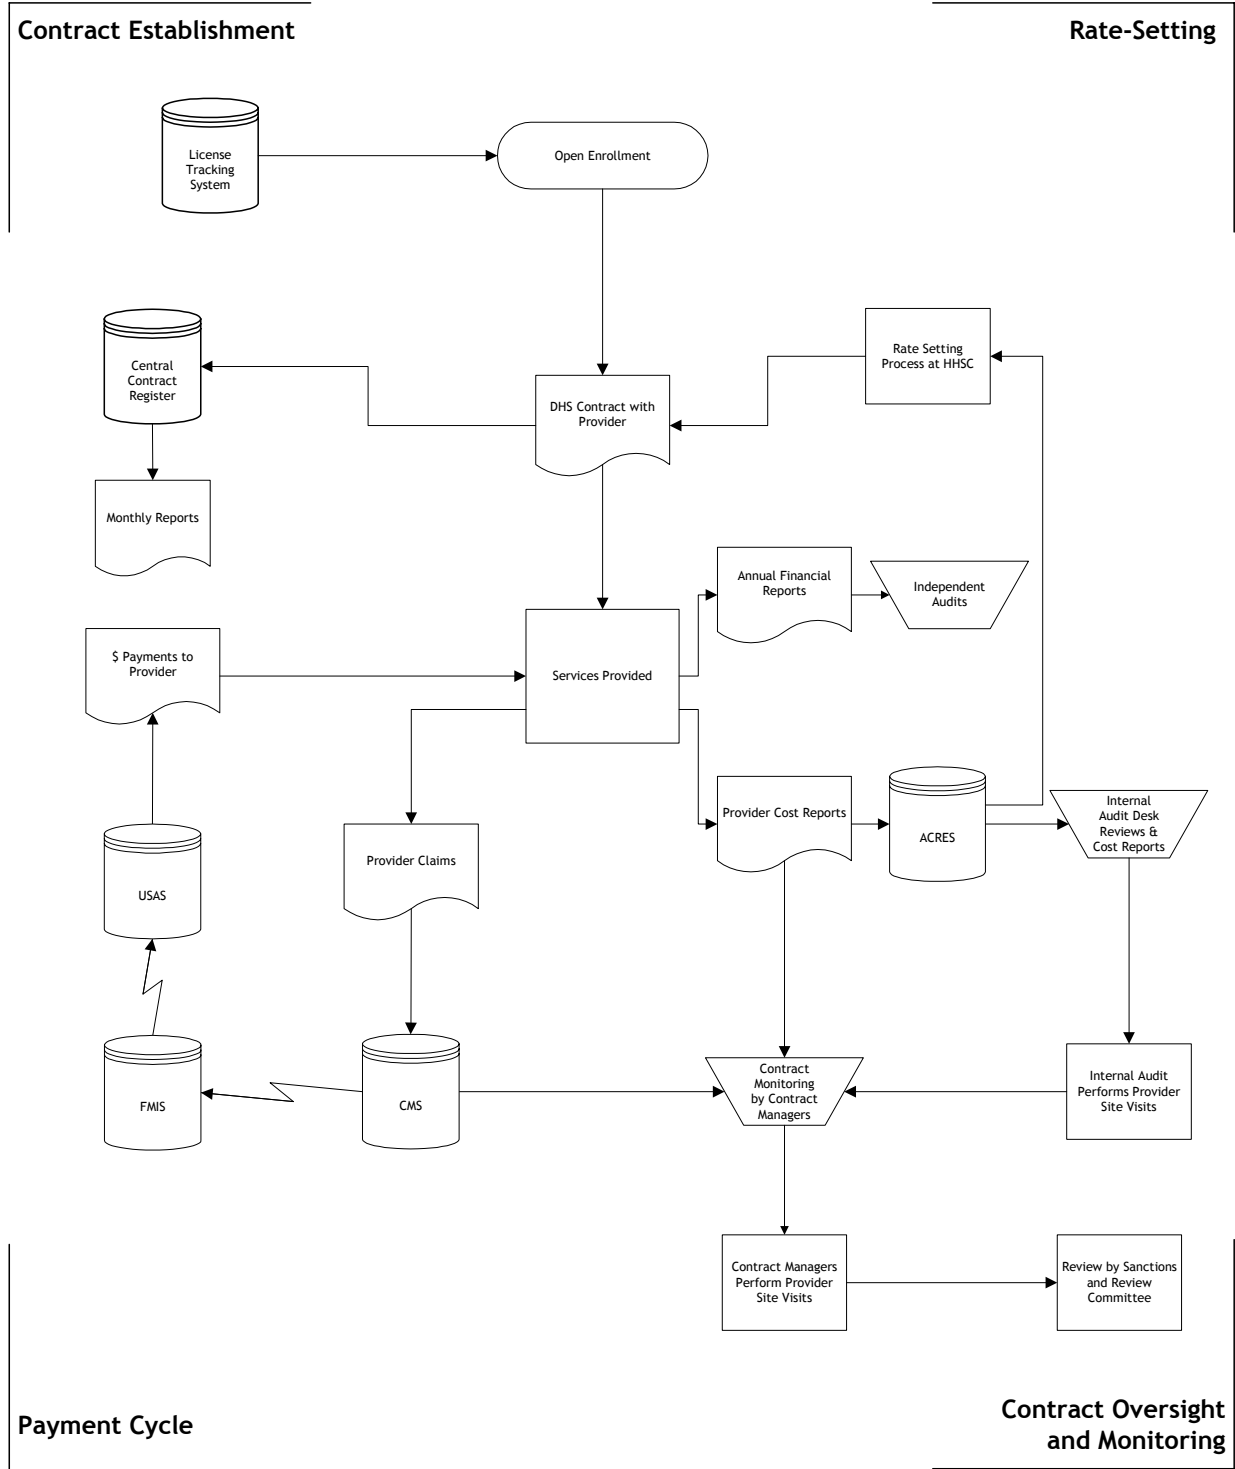 Contract Establishment
Rate-Setting
License
Tracking
System
Open Enrollment
Central
Contract
Register
DHS Contract with
Provider
Rate Setting
Process at HHSC
Monthly Reports
Annual Financial
Reports
Independent
Audits
$ Payments to
Provider
Services Provided
Provider Claims
Provider Cost Reports
ACRES
Internal
Audit Desk
Reviews &
Cost Reports
USAS
FMIS
CMS
Contract
Monitoring
by Contract
Managers
Internal Audit
Performs Provider
Site Visits
Contract Managers
Perform Provider
Site Visits
Review by Sanctions
and Review
Committee
Payment Cycle
Contract Oversight
and Monitoring